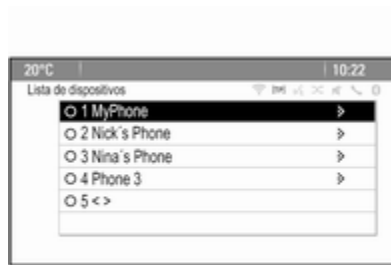 20°C 10:22
Lista de dispositivos
1 MyPhone
2 Nick´s Phone
3 Nina´s Phone
4 Phone 3
5 < >